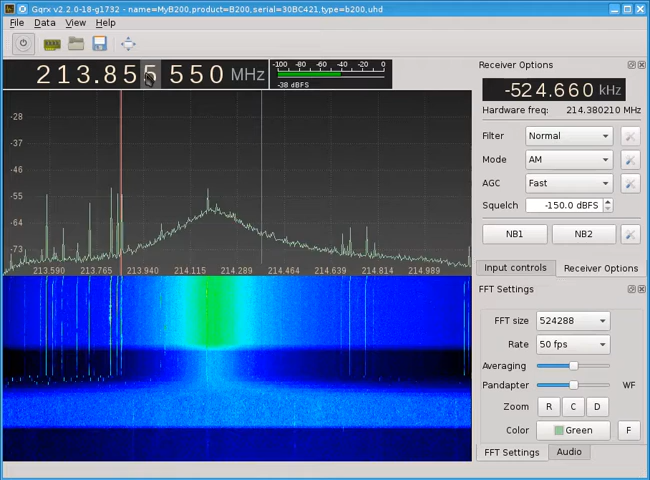 Gqrx v2.2.0-18-g1732 - name=MyB200,product=B200,serial=30BC421,type=b200,uhd
File Data View Help
213.855 550 MHz
-100 -80 -60 -40 -20 0
-38 dBFS
-28
-37
-46
-55
-64
-73
213.590 213.765 213.940 214.115 214.289 214.464 214.639 214.814 214.989
Receiver Options
-524.660 kHz
Hardware freq: 214.380210 MHz
Filter Normal
Mode AM
AGC Fast
Squelch -150.0 dBFS
NB1 NB2
Input controls Receiver Options
FFT Settings
FFT size 524288
Rate 50 fps
Averaging
Pandapter WF
Zoom R C D
Color Green F
FFT Settings Audio